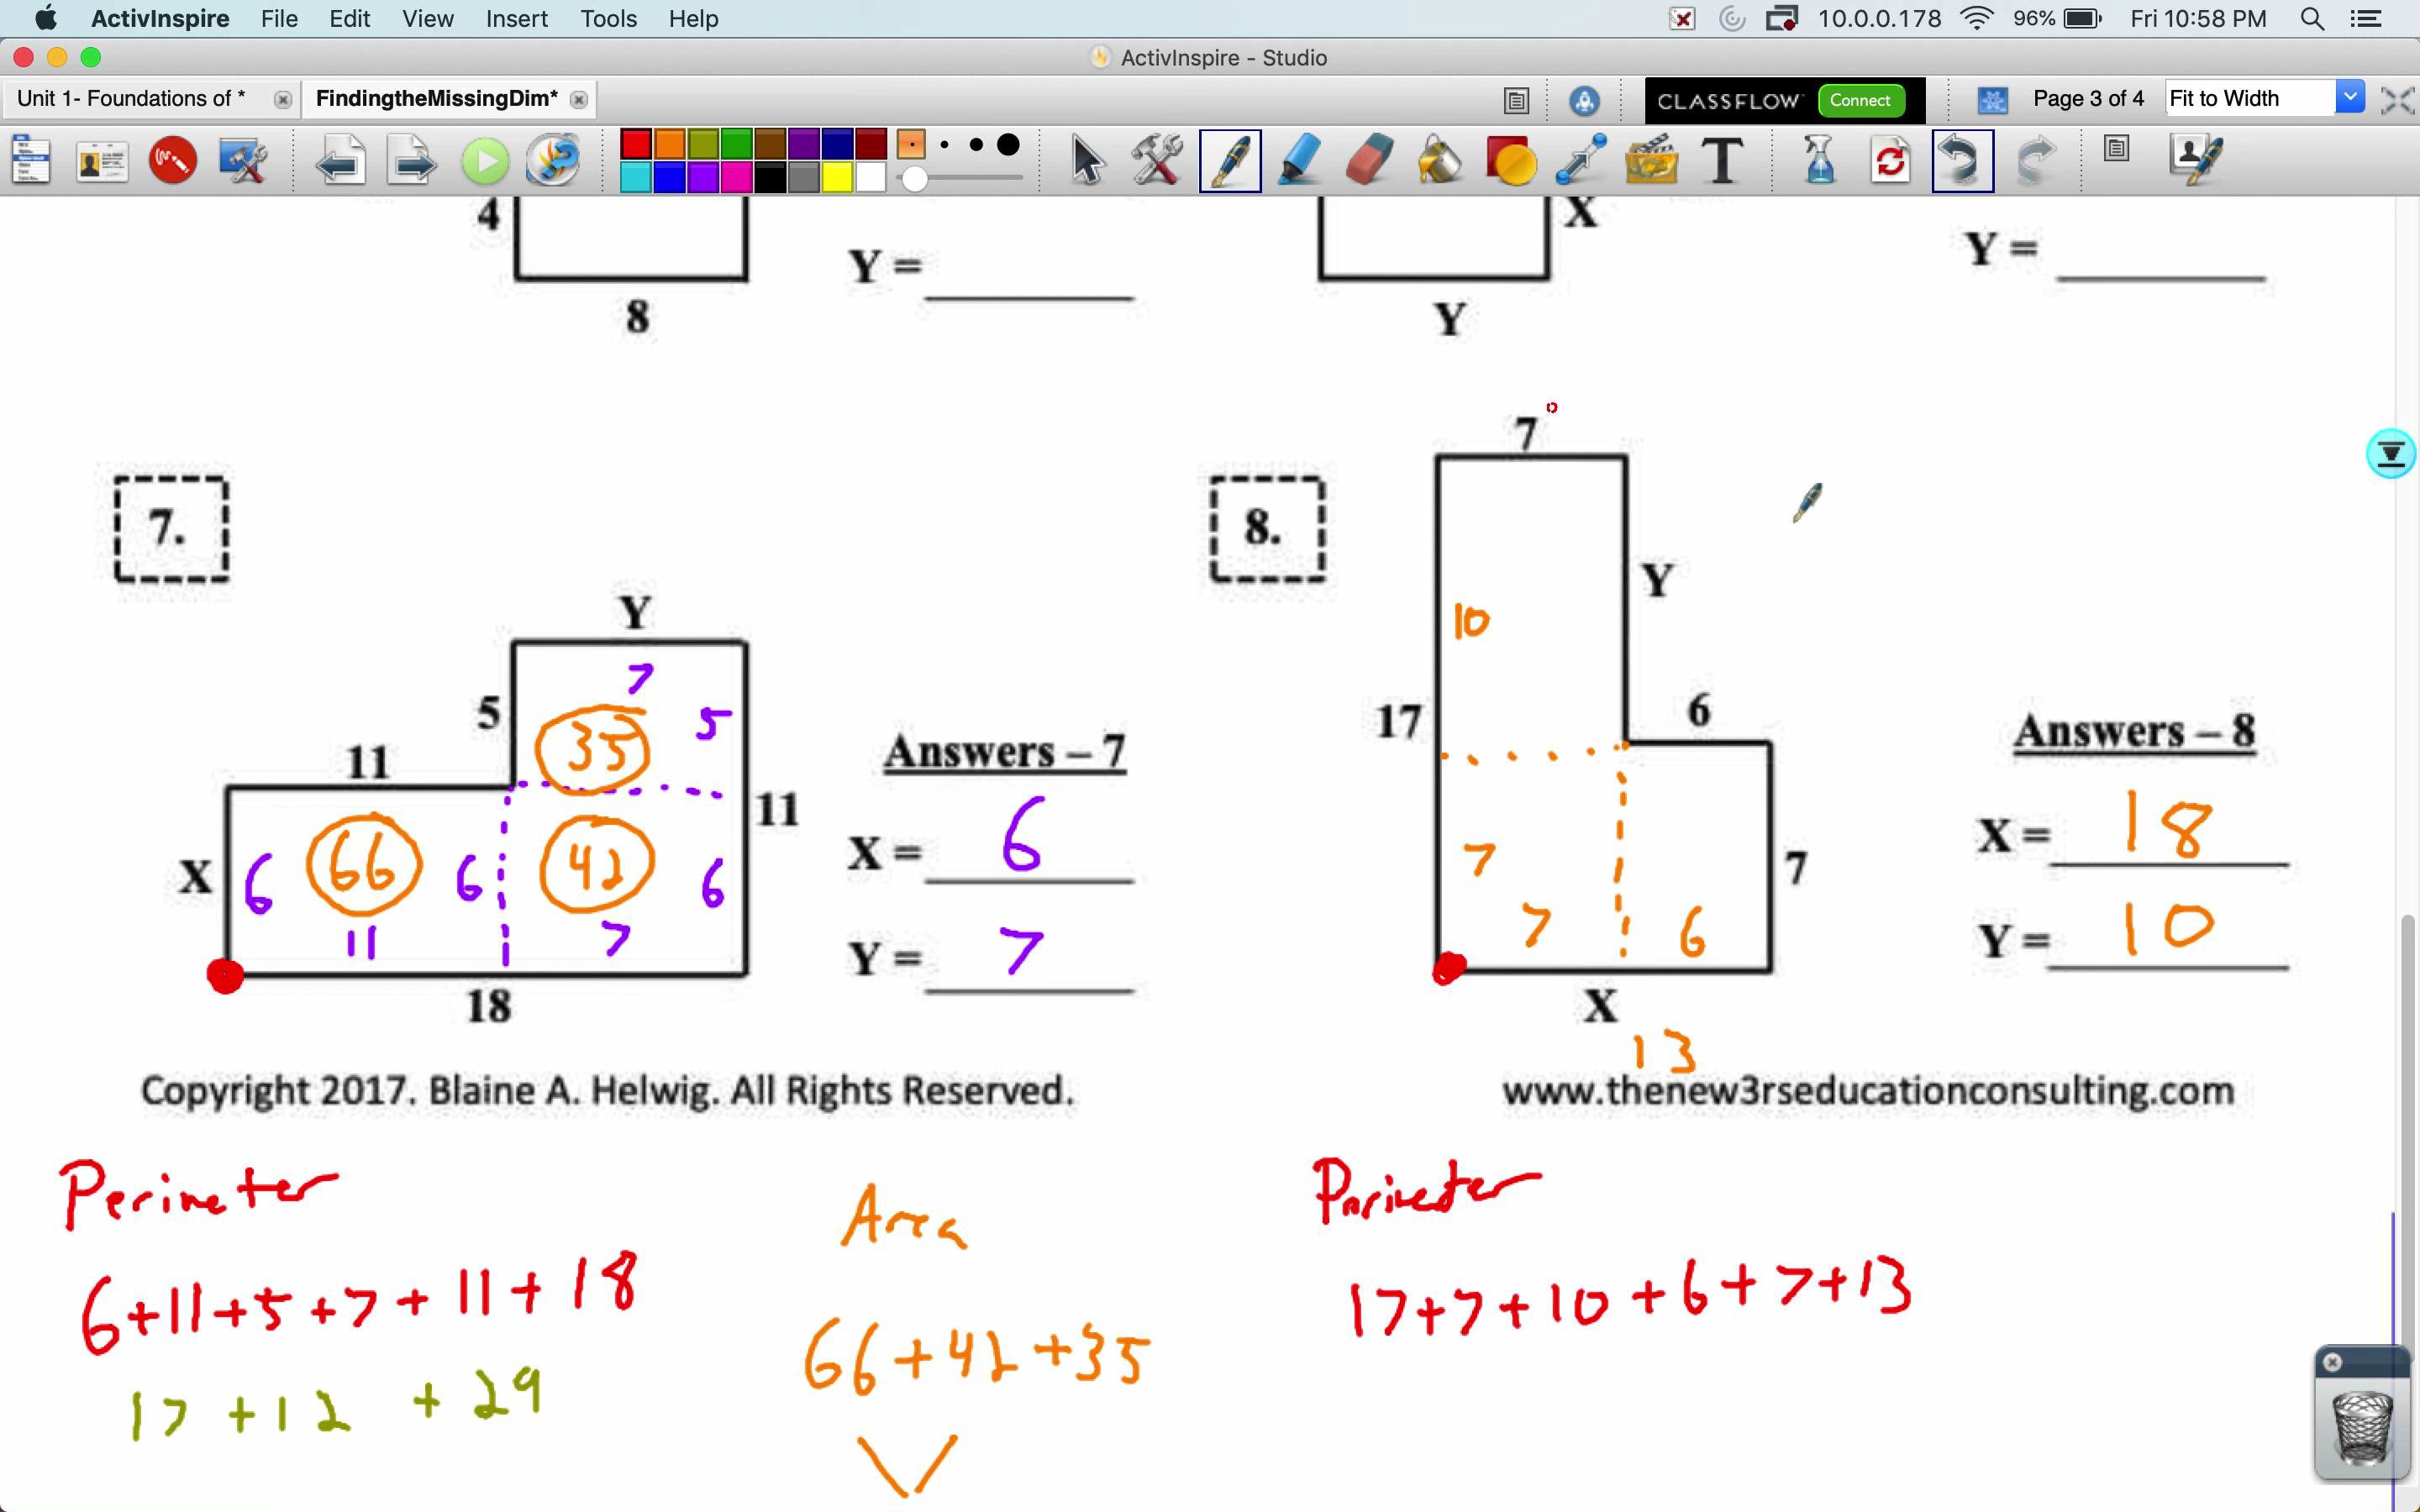 ActivInspire File Edit View Insert Tools Help 10.0.0.178 96% Fri 10:58 PM
ActivInspire - Studio
Unit 1- Foundations of * FindingtheMissingDim* CLASSFLOW Connect Page 3 of 4 Fit to Width
T
4 X
Y = Y =
8 Y
7
7. 8.
Y Y
10
7
5 5 6
35 17
11 Answers – 7 Answers – 8
11
X = 6 X = 18
X 6 66 6 42 6 7 7
11 7 Y = 7 7 6 Y = 10
18 X
13
Copyright 2017. Blaine A. Helwig. All Rights Reserved. www.thenew3rseducationconsulting.com
Perimeter Area Perimeter
6+11+5+7+11+18 17+7+10+6+7+13
66+42+35
17+12 +29